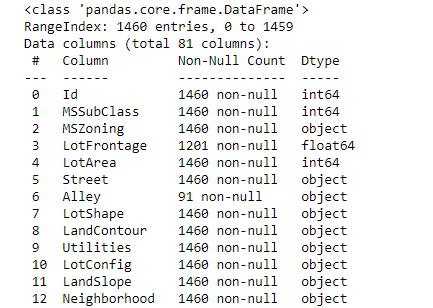 <class 'pandas.core.frame.DataFrame'>
RangeIndex: 1460 entries, 0 to 1459
Data columns (total 81 columns):
 #   Column         Non-Null Count  Dtype
---  ------         --------------  -----
 0   Id             1460 non-null   int64
 1   MSSubClass     1460 non-null   int64
 2   MSZoning       1460 non-null   object
 3   LotFrontage    1201 non-null   float64
 4   LotArea        1460 non-null   int64
 5   Street         1460 non-null   object
 6   Alley          91 non-null     object
 7   LotShape       1460 non-null   object
 8   LandContour    1460 non-null   object
 9   Utilities      1460 non-null   object
 10  LotConfig      1460 non-null   object
 11  LandSlope      1460 non-null   object
 12  Neighborhood   1460 non-null   object